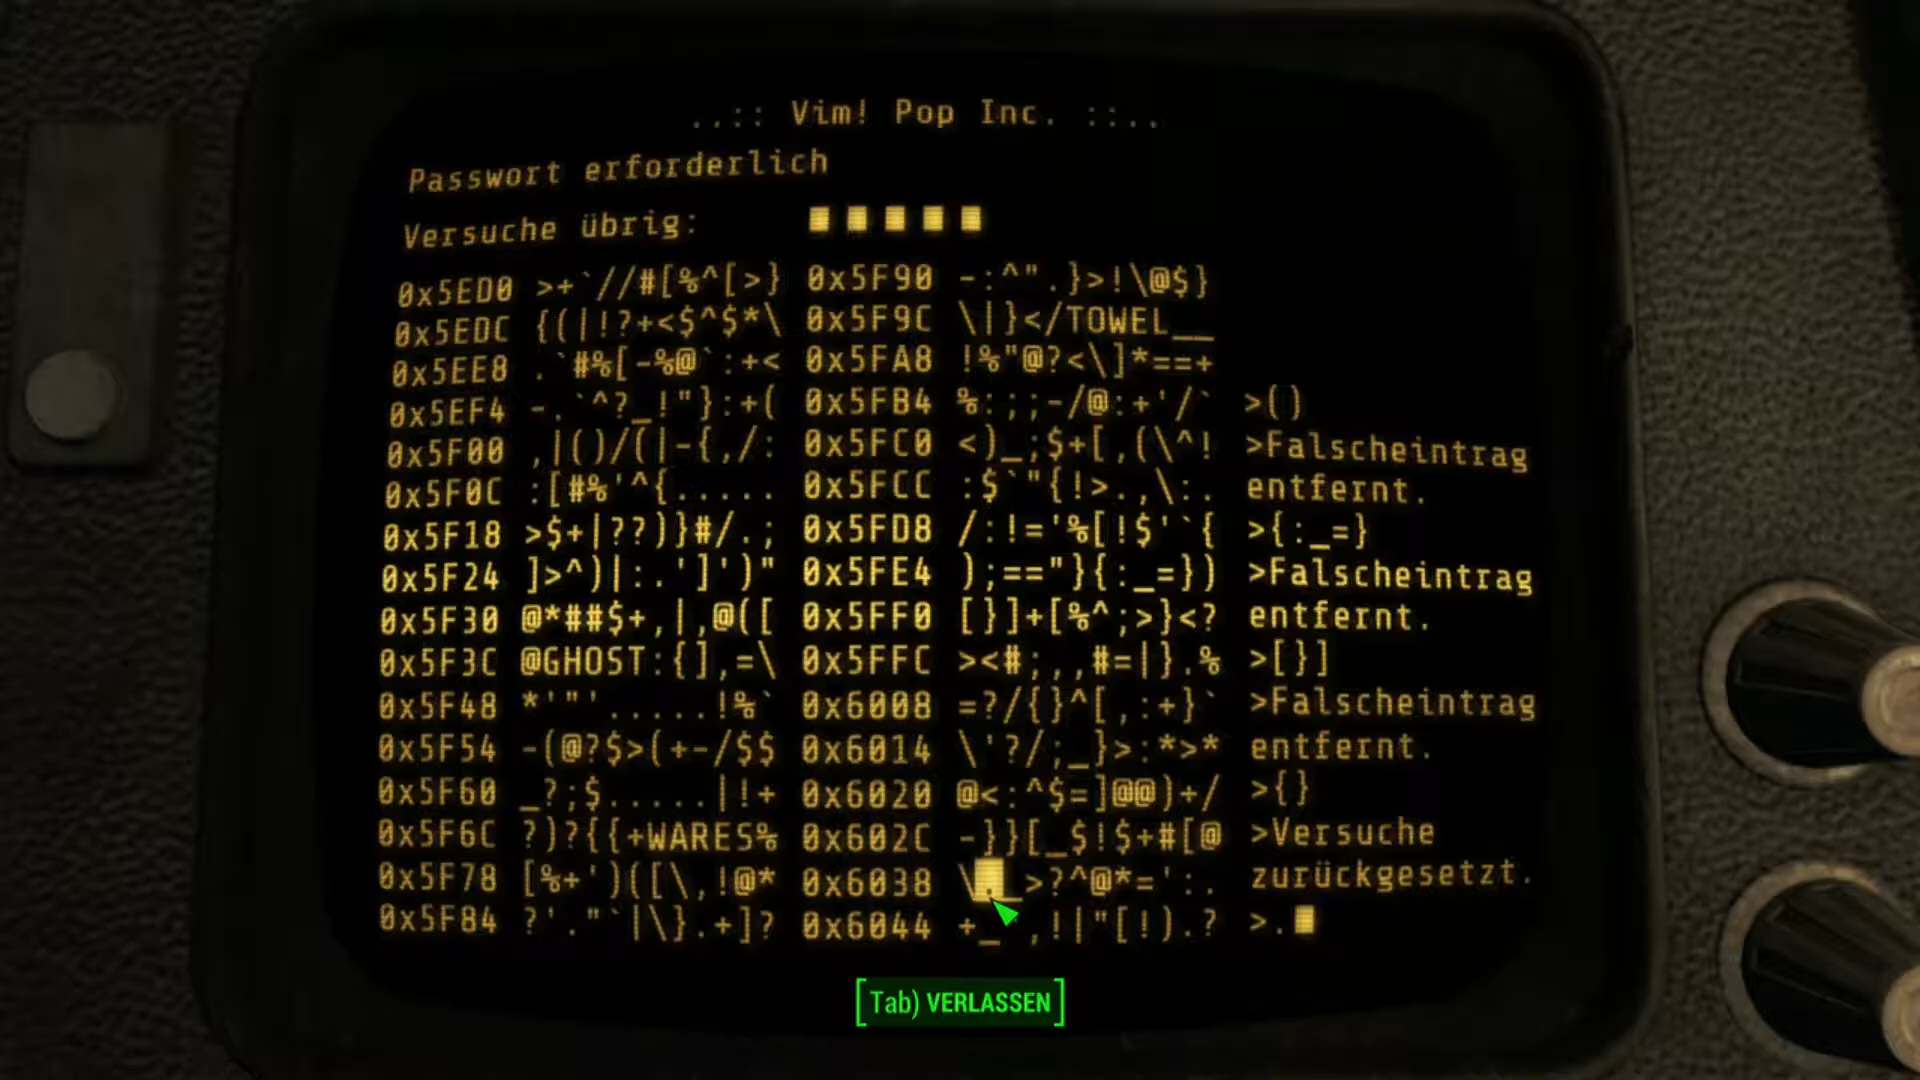 ..:: Vim! Pop Inc. ::..
Passwort erforderlich
Versuche übrig: ■ ■ ■ ■ ■
0x5ED0 >+`//#[%^[>} 0x5F90 -:^".}>!\@$}
0x5EDC {(|!?+<$^$*\ 0x5F9C \|}</TOWEL__
0x5EE8 .`#%[-%@`:+< 0x5FA8 !%"@?<\]*==+
0x5EF4 -.`^?_!"}:+( 0x5FB4 %:;;-/@:+'/` >()
0x5F00 ,|()/(|-{,/: 0x5FC0 <)_;$+[,(\^! >Falscheintrag
0x5F0C :[#%'^{..... 0x5FCC :$`"{!>.,\:. entfernt.
0x5F18 >$+|??)}#/.; 0x5FD8 /:!='%[!$'`{ >{:_=}
0x5F24 ]>^)|:.']')" 0x5FE4 );=="}{:_=}) >Falscheintrag
0x5F30 @*##$+,|,@([ 0x5FF0 [}]+[%^;>}<? entfernt.
0x5F3C @GHOST:{],=\ 0x5FFC ><#;,,#=|}.% >[}]
0x5F48 *'"'.....!%` 0x6008 =?/{}^[,:+}` >Falscheintrag
0x5F54 -(@?$>(+-/$$ 0x6014 \'?/;_}>:*>* entfernt.
0x5F60 _?;$.....|!+ 0x6020 @<:^$=]@@)+/ >{}
0x5F6C ?)?{{+WARES% 0x602C -}}[_$!$+#[@ >Versuche
0x5F78 [%+')([\,!@* 0x6038 \._>?^@*=':. zurückgesetzt.
0x5F84 ?'."`|\}.+]? 0x6044 +_ ,!|"[!).? >.■
[Tab) VERLASSEN]